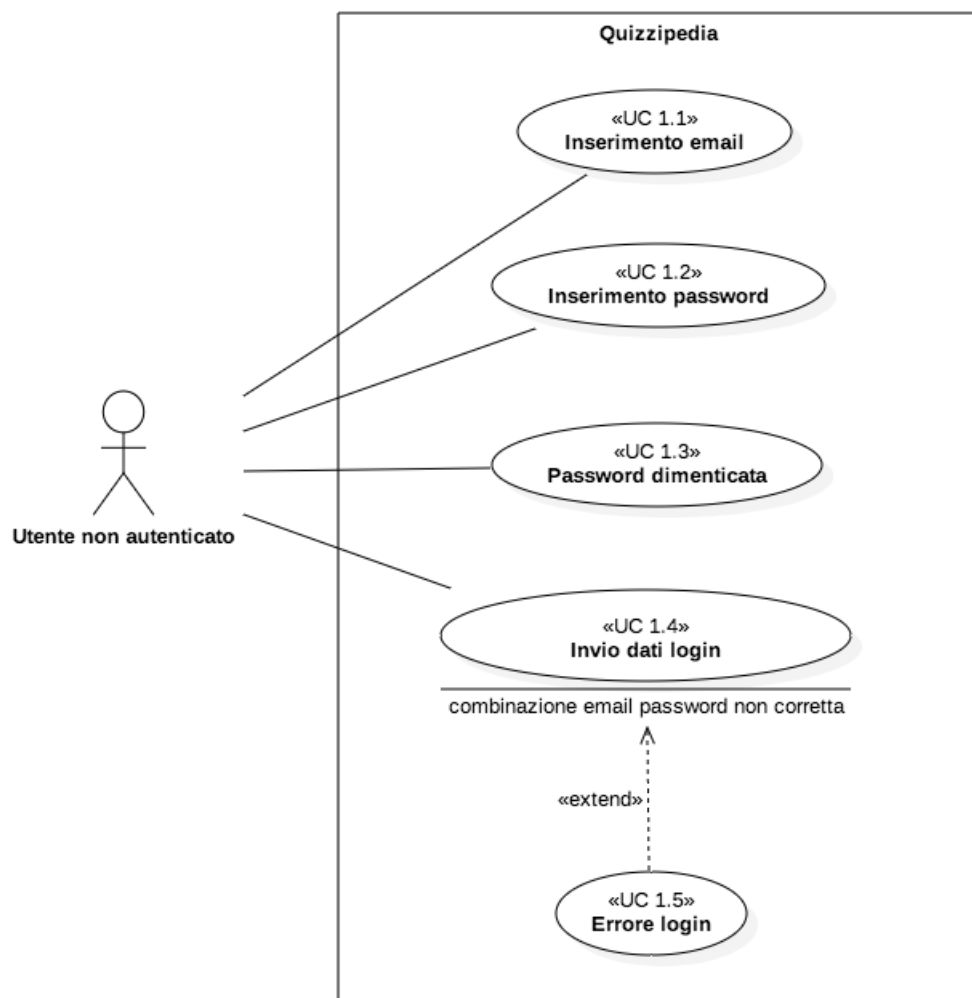 Quizzipedia
«UC 1.1»
Inserimento email
«UC 1.2»
Inserimento password
«UC 1.3»
Password dimenticata
Utente non autenticato
«UC 1.4»
Invio dati login
combinazione email password non corretta
«extend»
«UC 1.5»
Errore login